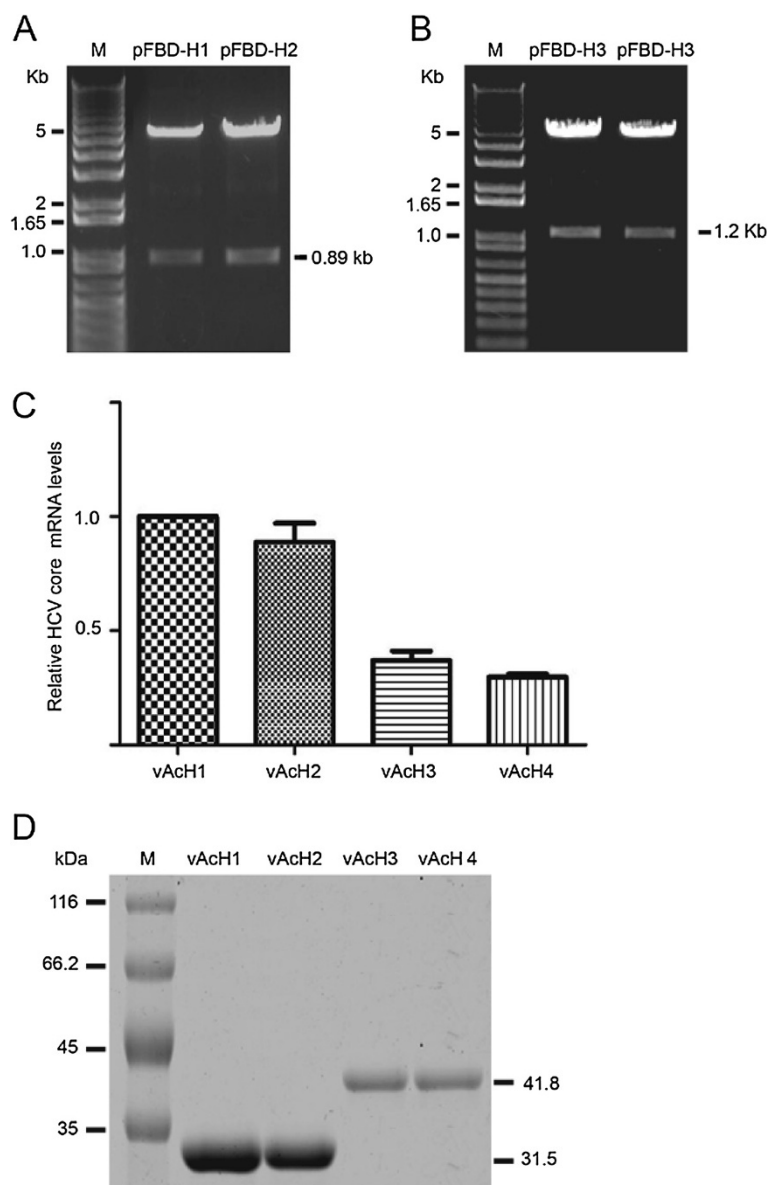 A
M pFBD-H1 pFBD-H2
Kb
5
2
1.65
1.0
0.89 kb
B
M pFBD-H3 pFBD-H3
Kb
5
2
1.65
1.0
1.2 Kb
C
Relative HCV core mRNA levels
1.0
0.5
vAcH1 vAcH2 vAcH3 vAcH4
D
kDa M vAcH1 vAcH2 vAcH3 vAcH 4
116
66.2
45
35
41.8
31.5